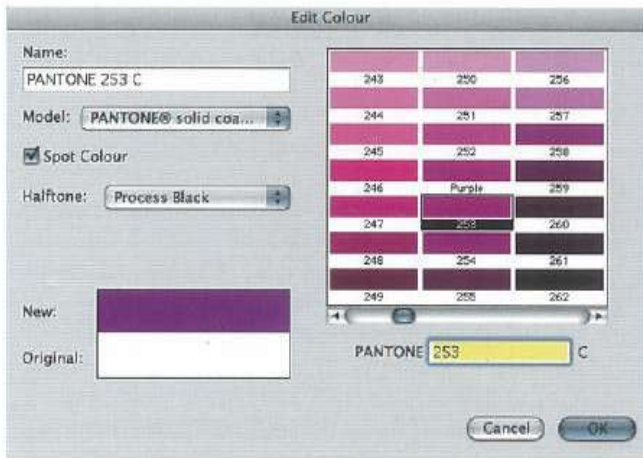 Edit Colour
Name:
PANTONE 253 C
Model: PANTONE® solid coa...
Spot Colour
Halftone: Process Black
New:
Original:
243 250 256
244 251 257
245 252 258
246 Purple 259
247 253 260
248 254 261
249 255 262
PANTONE 253 C
Cancel OK